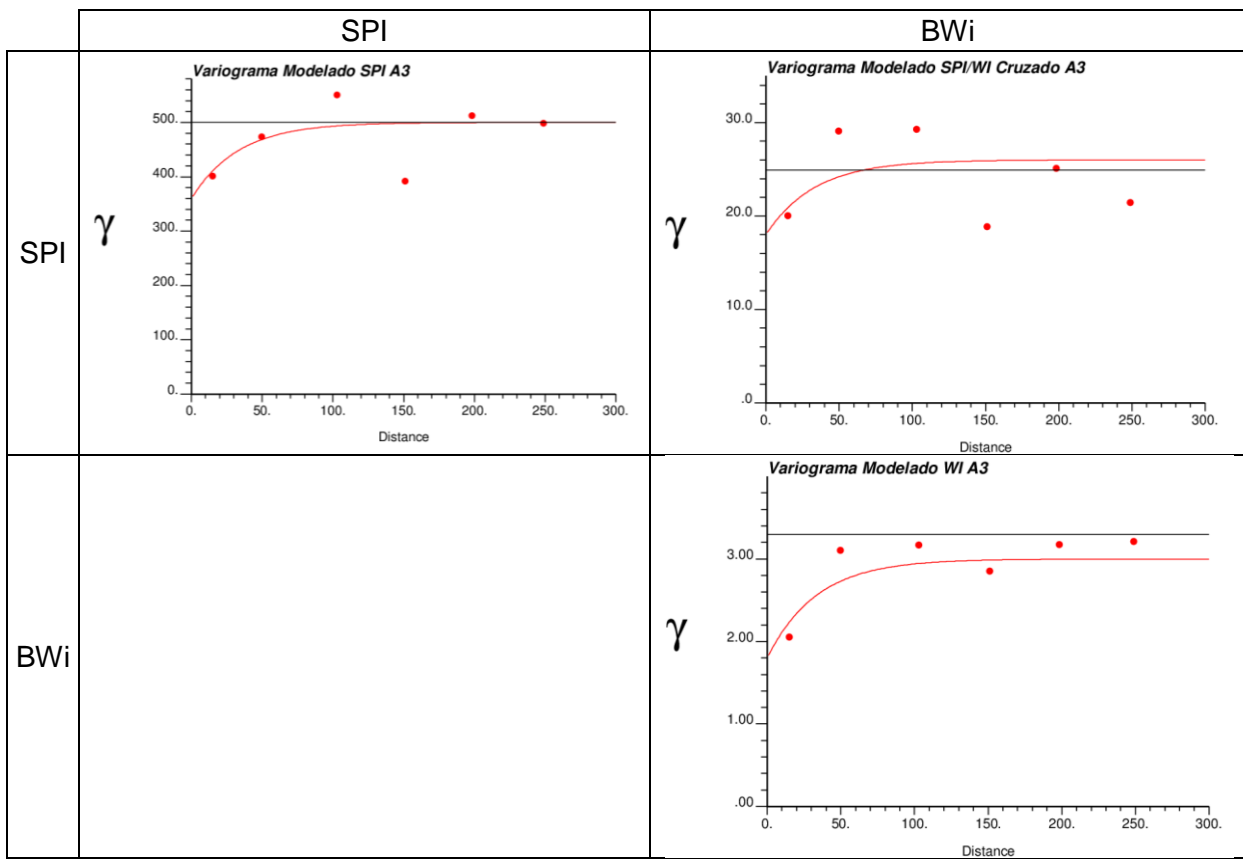 SPI
BWi
SPI
Variograma Modelado SPI A3
γ
500.
400.
300.
200.
100.
0.
0. 50. 100. 150. 200. 250. 300.
Distance
Variograma Modelado SPI/WI Cruzado A3
γ
30.0
20.0
10.0
.0
0. 50. 100. 150. 200. 250. 300.
Distance
BWi
Variograma Modelado WI A3
γ
3.00
2.00
1.00
.00
0. 50. 100. 150. 200. 250. 300.
Distance